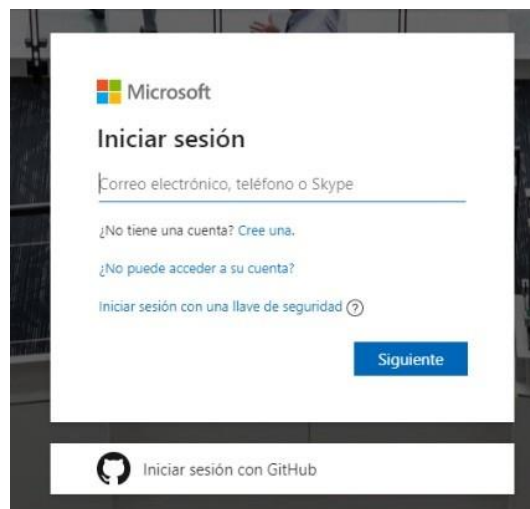 Microsoft
Iniciar sesión
Correo electrónico, teléfono o Skype
¿No tiene una cuenta? Cree una.
¿No puede acceder a su cuenta?
Iniciar sesión con una llave de seguridad ?
Siguiente
Iniciar sesión con GitHub